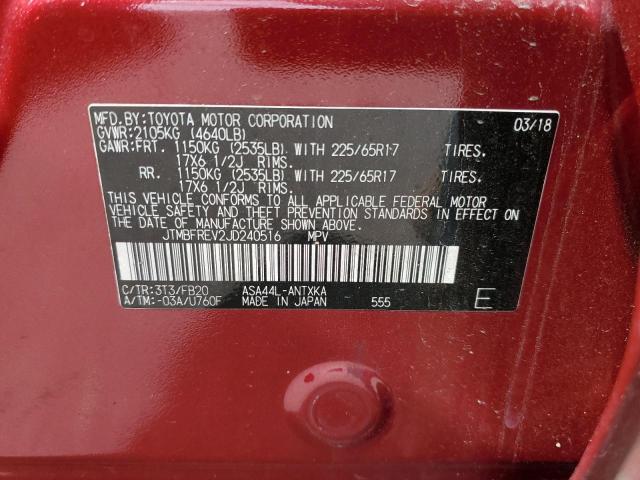 MFD.BY:TOYOTA MOTOR CORPORATION 03/18
GVWR:2105KG (4640LB)
GAWR:FRT. 1150KG (2535LB) WITH 225/65R17 TIRES.
17X6 1/2J RIMS.
RR. 1150KG (2535LB) WITH 225/65R17 TIRES.
17X6 1/2J RIMS.
THIS VEHICLE CONFORMS TO ALL APPLICABLE FEDERAL MOTOR
VEHICLE SAFETY AND THEFT PREVENTION STANDARDS IN EFFECT ON
THE DATE OF MANUFACTURE SHOWN ABOVE.
JTMBFREV2JD240516 MPV
C/TR:3T3/FB20 ASA44L-ANTXKA
A/TM:-03A/U760F MADE IN JAPAN 555 E